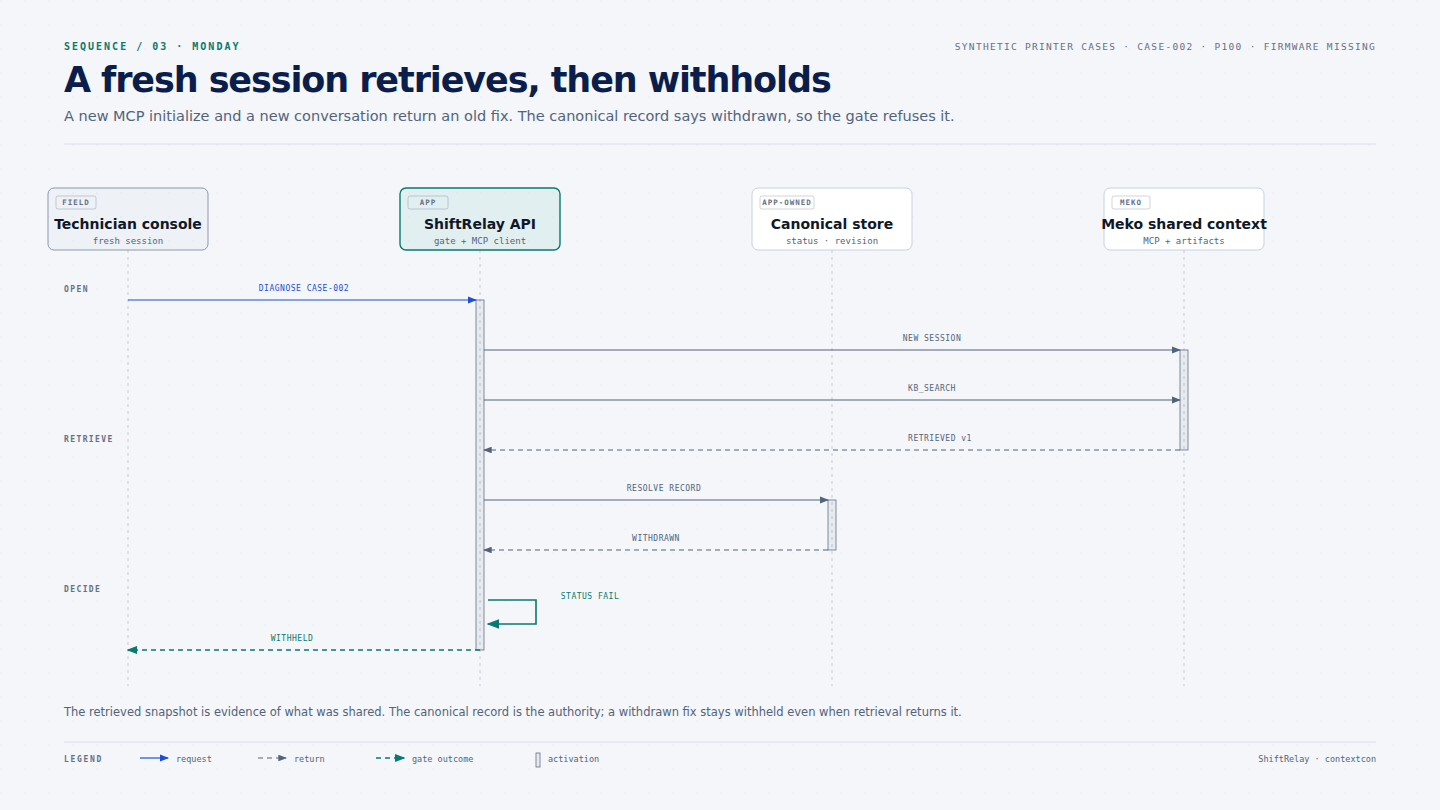 SEQUENCE / 03 · MONDAY
SYNTHETIC PRINTER CASES · CASE-002 · P100 · FIRMWARE MISSING
A fresh session retrieves, then withholds
A new MCP initialize and a new conversation return an old fix. The canonical record says withdrawn, so the gate refuses it.
FIELD
Technician console
fresh session
APP
ShiftRelay API
gate + MCP client
APP-OWNED
Canonical store
status · revision
MEKO
Meko shared context
MCP + artifacts
OPEN
DIAGNOSE CASE-002
NEW SESSION
KB_SEARCH
RETRIEVE
RETRIEVED v1
RESOLVE RECORD
WITHDRAWN
DECIDE
STATUS FAIL
WITHHELD
The retrieved snapshot is evidence of what was shared. The canonical record is the authority; a withdrawn fix stays withheld even when retrieval returns it.
LEGEND
request
return
gate outcome
activation
ShiftRelay · contextcon